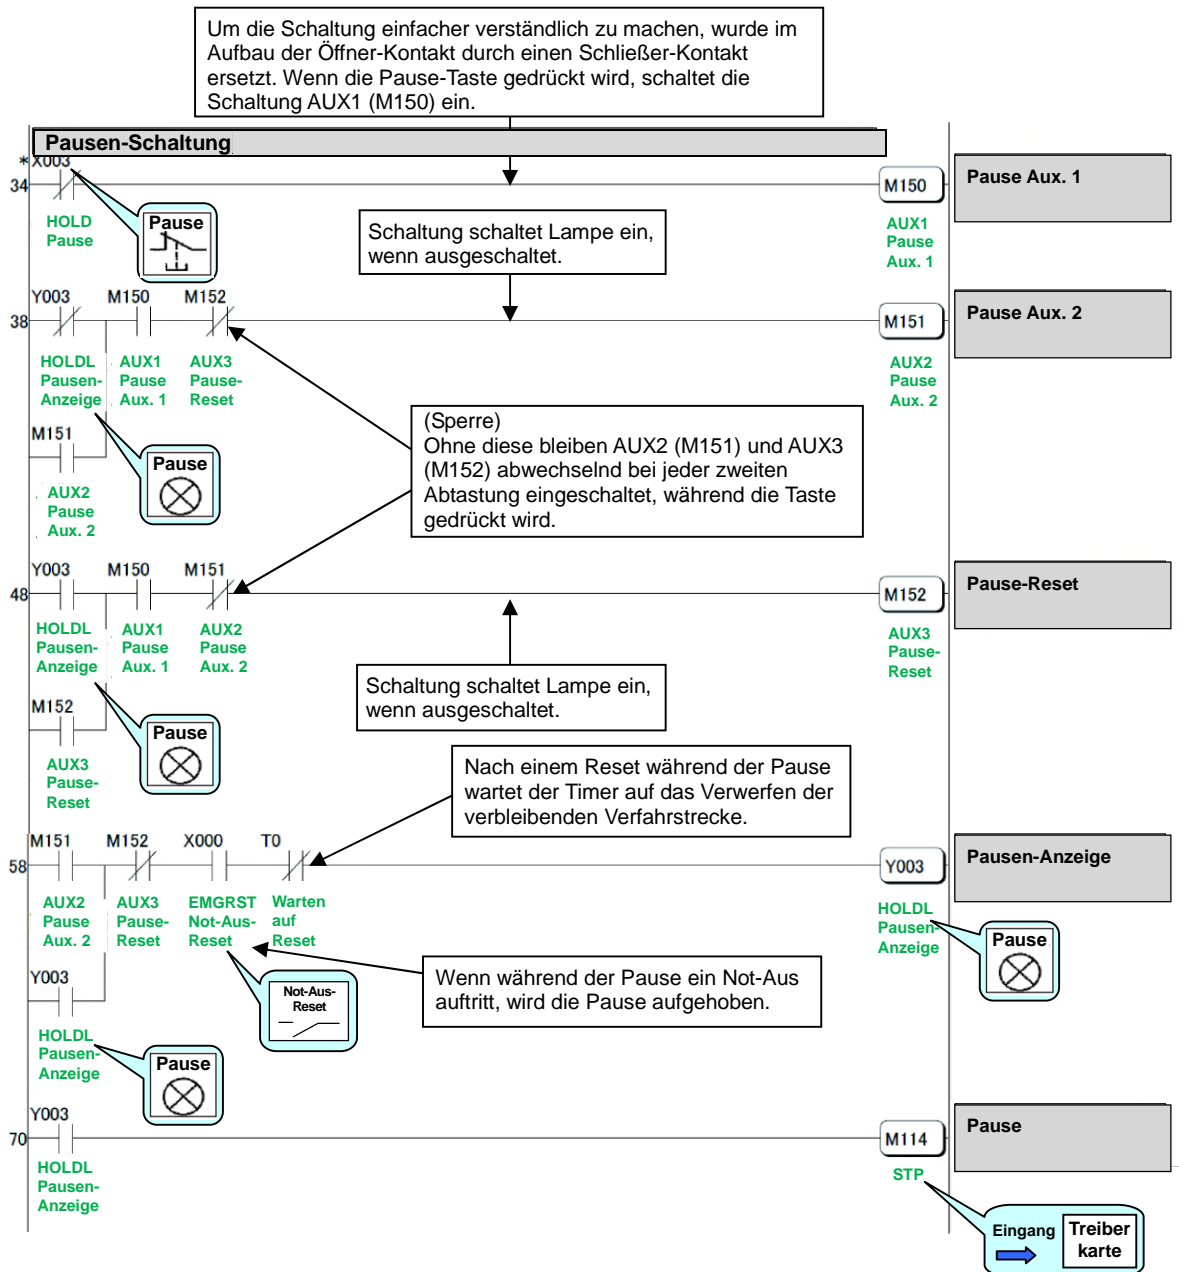 Um die Schaltung einfacher verständlich zu machen, wurde im
Aufbau der Öffner-Kontakt durch einen Schließer-Kontakt
ersetzt. Wenn die Pause-Taste gedrückt wird, schaltet die
Schaltung AUX1 (M150) ein.
Pausen-Schaltung
* X003
34
M150
Pause Aux. 1
HOLD
Pause
Pause
AUX1
Pause
Aux. 1
Schaltung schaltet Lampe ein,
wenn ausgeschaltet.
Y003 M150 M152
38
M151
Pause Aux. 2
HOLDL
Pausen-
Anzeige
AUX1
Pause
Aux. 1
AUX3
Pause-
Reset
AUX2
Pause
Aux. 2
(Sperre)
Ohne diese bleiben AUX2 (M151) und AUX3
(M152) abwechselnd bei jeder zweiten
Abtastung eingeschaltet, während die Taste
gedrückt wird.
M151
Pause
AUX2
Pause
Aux. 2
Y003 M150 M151
48
M152
Pause-Reset
HOLDL
Pausen-
Anzeige
AUX1
Pause
Aux. 1
AUX2
Pause
Aux. 2
AUX3
Pause-
Reset
Schaltung schaltet Lampe ein,
wenn ausgeschaltet.
M152
Pause
AUX3
Pause-
Reset
Nach einem Reset während der Pause
wartet der Timer auf das Verwerfen der
verbleibenden Verfahrstrecke.
M151 M152 X000 T0
58
Y003
Pausen-Anzeige
AUX2
Pause
Aux. 2
AUX3
Pause-
Reset
EMGRST
Not-Aus-
Reset
Warten
auf
Reset
HOLDL
Pausen-
Anzeige
Pause
Wenn während der Pause ein Not-Aus
auftritt, wird die Pause aufgehoben.
Y003
Not-Aus-
Reset
HOLDL
Pausen-
Anzeige
Pause
Y003
70
M114
Pause
HOLDL
Pausen-
Anzeige
STP
Eingang
Treiber
karte